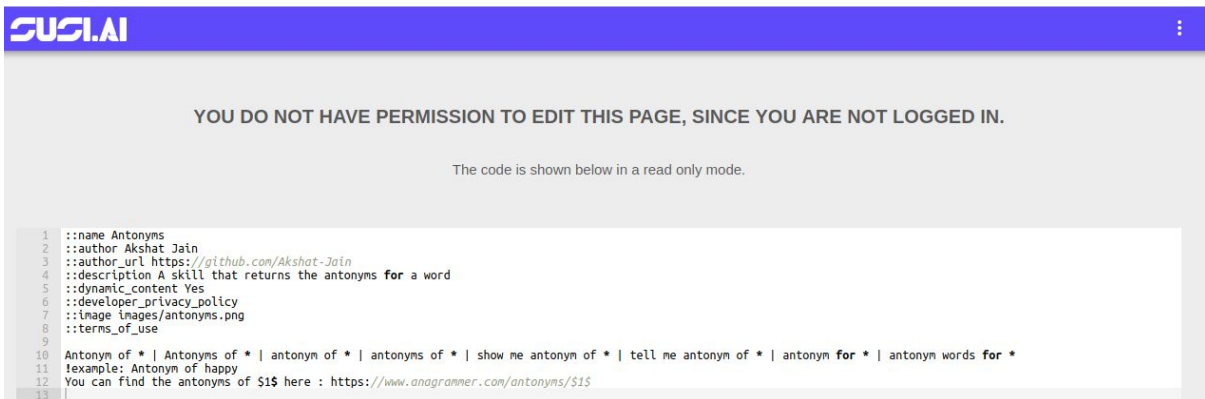 SUSI.AI
YOU DO NOT HAVE PERMISSION TO EDIT THIS PAGE, SINCE YOU ARE NOT LOGGED IN.
The code is shown below in a read only mode.
1 ::name Antonyms
2 ::author Akshat Jain
3 ::author_url https://github.com/Akshat-Jain
4 ::description A skill that returns the antonyms for a word
5 ::dynamic_content Yes
6 ::developer_privacy_policy
7 ::image images/antonyms.png
8 ::terms_of_use
9
10 Antonym of * | Antonyms of * | antonym of * | antonyms of * | show me antonym of * | tell me antonym of * | antonym for * | antonym words for *
11 !example: Antonym of happy
12 You can find the antonyms of $1$ here : https://www.anagrammer.com/antonyms/$1$
13